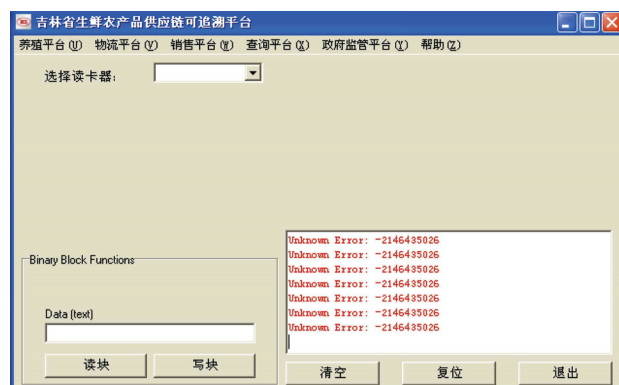 吉林省生鲜农产品供应链可追溯平台
养殖平台(U) 物流平台(V) 销售平台(W) 查询平台(X) 政府监管平台(Y) 帮助(Z)
选择读卡器：
Unknown Error: -2146435026
Unknown Error: -2146435026
Unknown Error: -2146435026
Unknown Error: -2146435026
Unknown Error: -2146435026
Unknown Error: -2146435026
Unknown Error: -2146435026
Binary Block Functions
Data (text)
读块 写块
清空 复位 退出